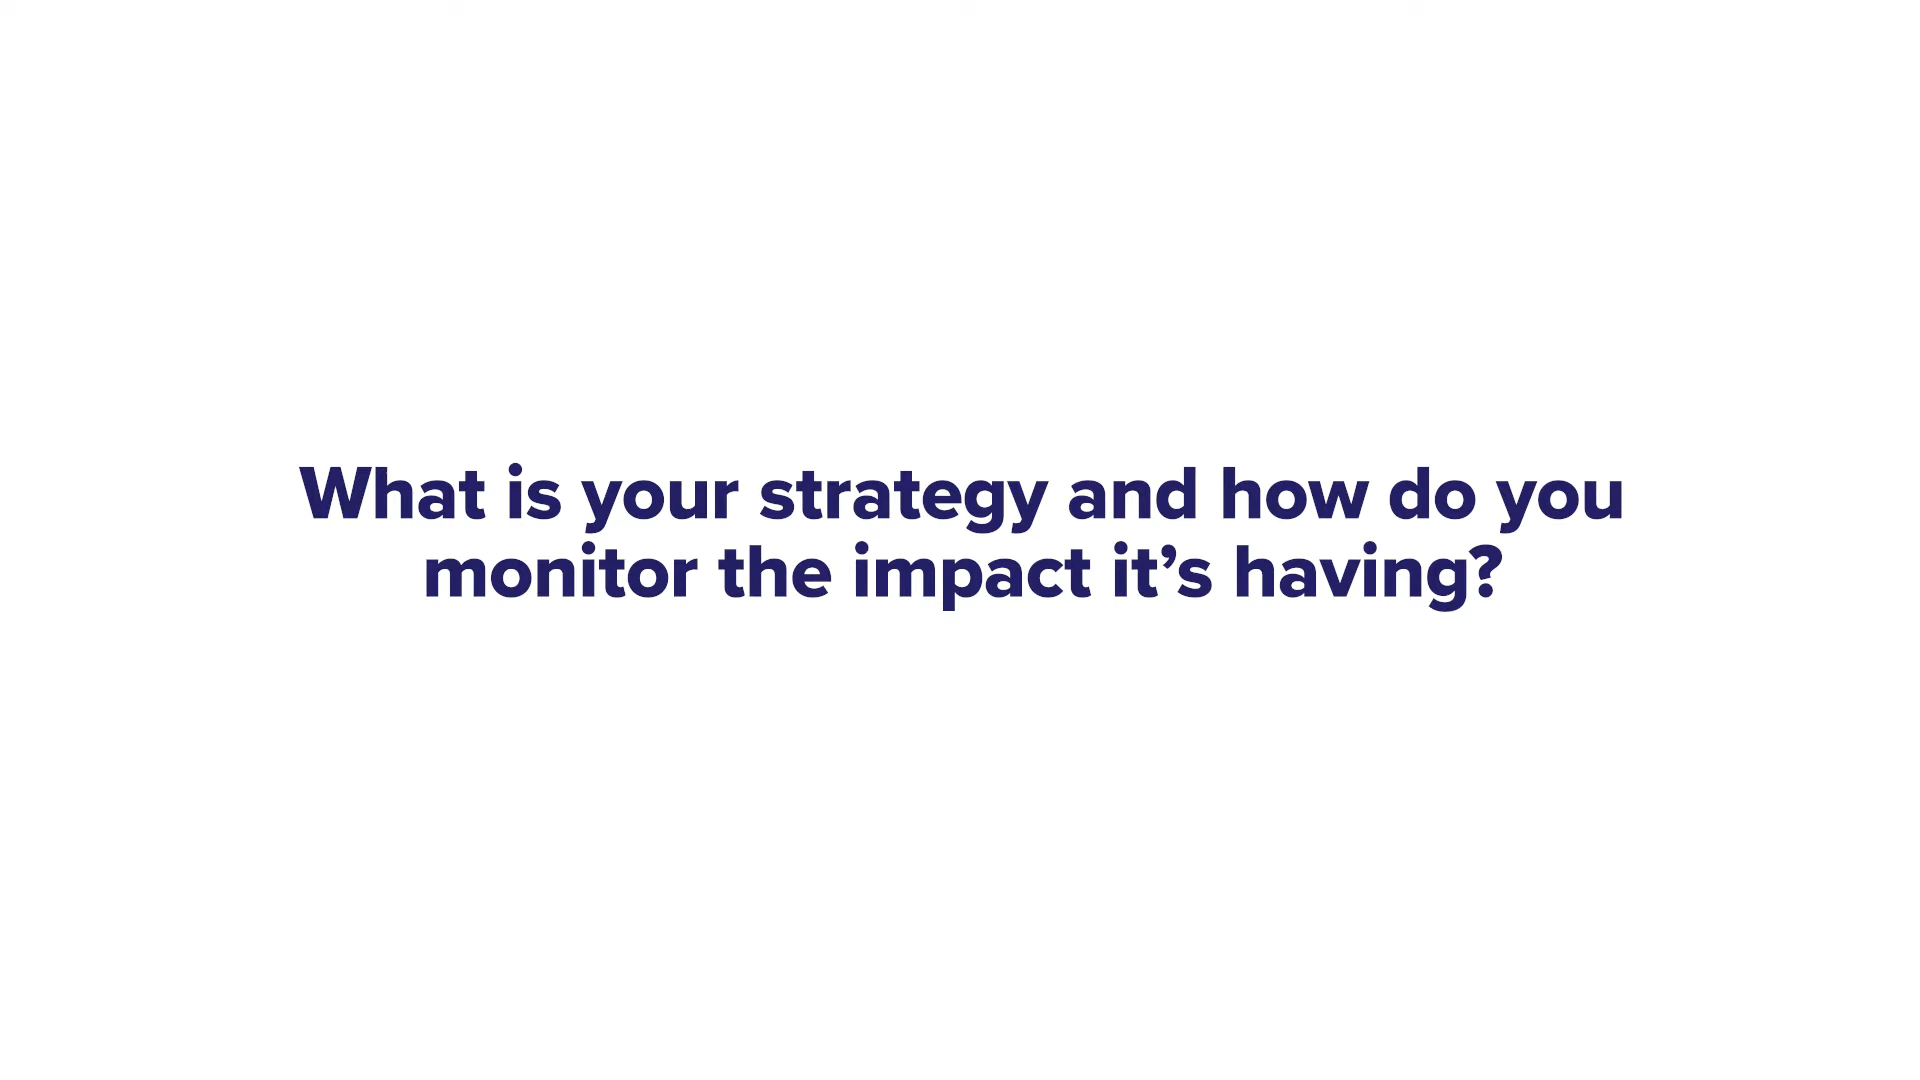 What is your strategy and how do you
monitor the impact it’s having?